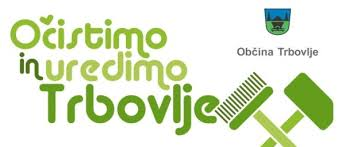 Očistimo
in uredimo
Trbovlje
Občina Trbovlje